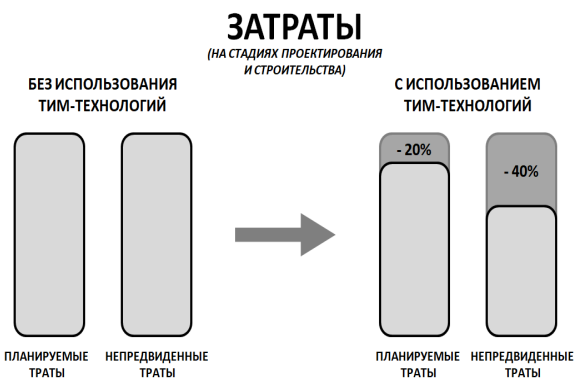 ЗАТРАТЫ
(НА СТАДИЯХ ПРОЕКТИРОВАНИЯ
И СТРОИТЕЛЬСТВА)
БЕЗ ИСПОЛЬЗОВАНИЯ
ТИМ-ТЕХНОЛОГИЙ
С ИСПОЛЬЗОВАНИЕМ
ТИМ-ТЕХНОЛОГИЙ
- 20%
- 40%
ПЛАНИРУЕМЫЕ
ТРАТЫ
НЕПРЕДВИДЕННЫЕ
ТРАТЫ
ПЛАНИРУЕМЫЕ
ТРАТЫ
НЕПРЕДВИДЕННЫЕ
ТРАТЫ